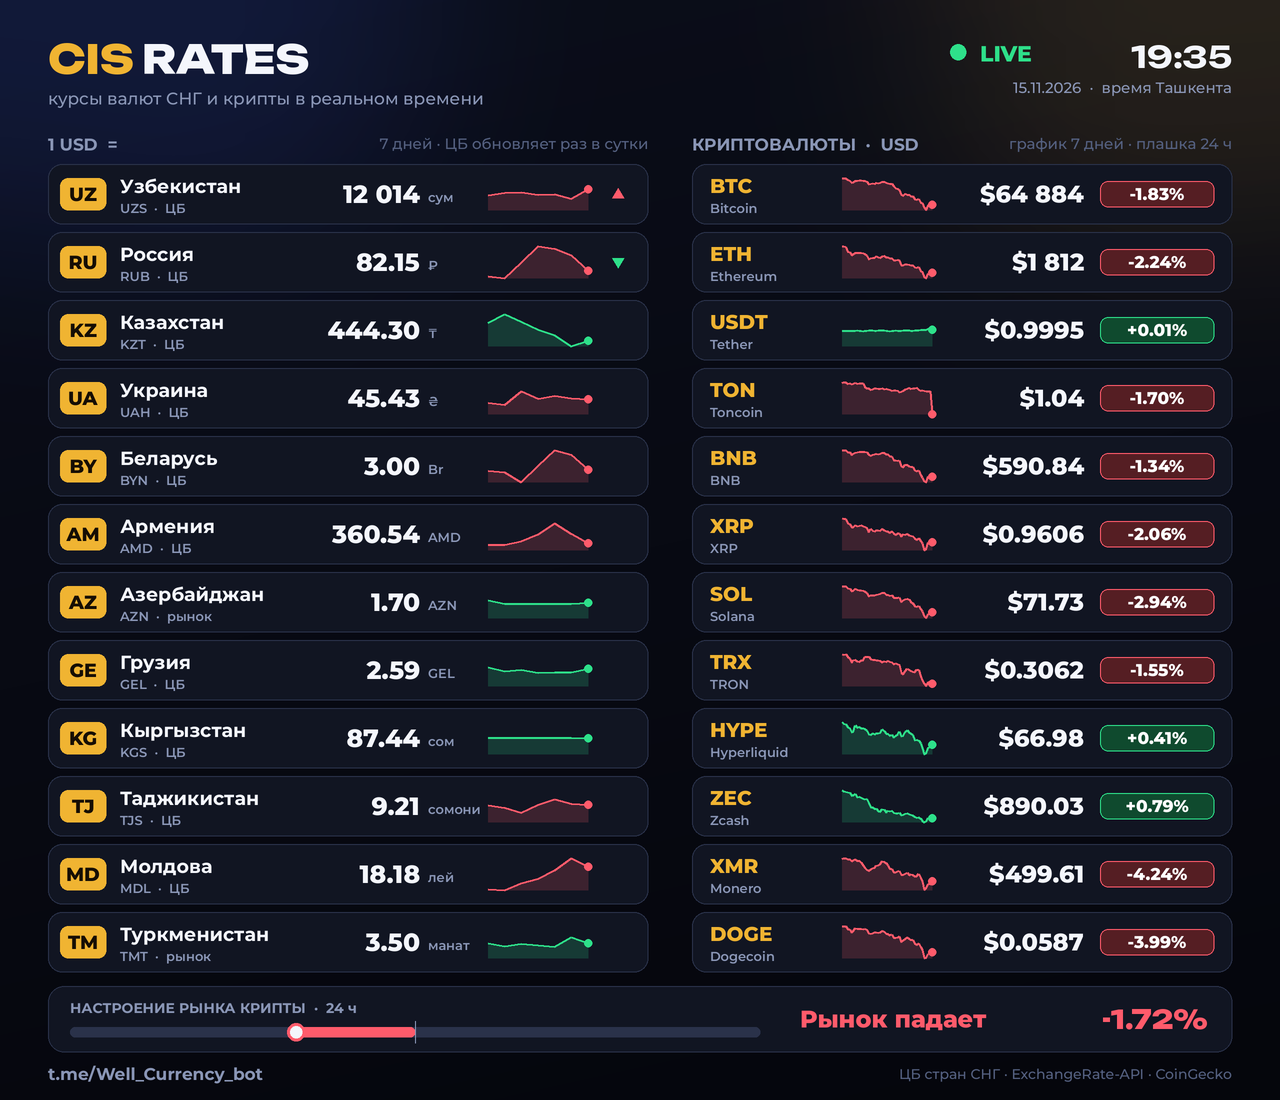 CIS RATES
LIVE
19:35
курсы валют СНГ и крипты в реальном времени
15.11.2026 · время Ташкента
1 USD =
7 дней · ЦБ обновляет раз в сутки
UZ Узбекистан 12 014 сум
UZS · ЦБ
RU Россия 82.15 ₽
RUB · ЦБ
KZ Казахстан 444.30 ₸
KZT · ЦБ
UA Украина 45.43 ₴
UAH · ЦБ
BY Беларусь 3.00 Br
BYN · ЦБ
AM Армения 360.54 AMD
AMD · ЦБ
AZ Азербайджан 1.70 AZN
AZN · рынок
GE Грузия 2.59 GEL
GEL · ЦБ
KG Кыргызстан 87.44 сом
KGS · ЦБ
TJ Таджикистан 9.21 сомони
TJS · ЦБ
MD Молдова 18.18 лей
MDL · ЦБ
TM Туркменистан 3.50 манат
TMT · рынок
КРИПТОВАЛЮТЫ · USD
график 7 дней · плашка 24 ч
BTC $64 884 -1.83%
Bitcoin
ETH $1 812 -2.24%
Ethereum
USDT $0.9995 +0.01%
Tether
TON $1.04 -1.70%
Toncoin
BNB $590.84 -1.34%
BNB
XRP $0.9606 -2.06%
XRP
SOL $71.73 -2.94%
Solana
TRX $0.3062 -1.55%
TRON
HYPE $66.98 +0.41%
Hyperliquid
ZEC $890.03 +0.79%
Zcash
XMR $499.61 -4.24%
Monero
DOGE $0.0587 -3.99%
Dogecoin
НАСТРОЕНИЕ РЫНКА КРИПТЫ · 24 ч
Рынок падает
-1.72%
t.me/Well_Currency_bot
ЦБ стран СНГ · ExchangeRate-API · CoinGecko